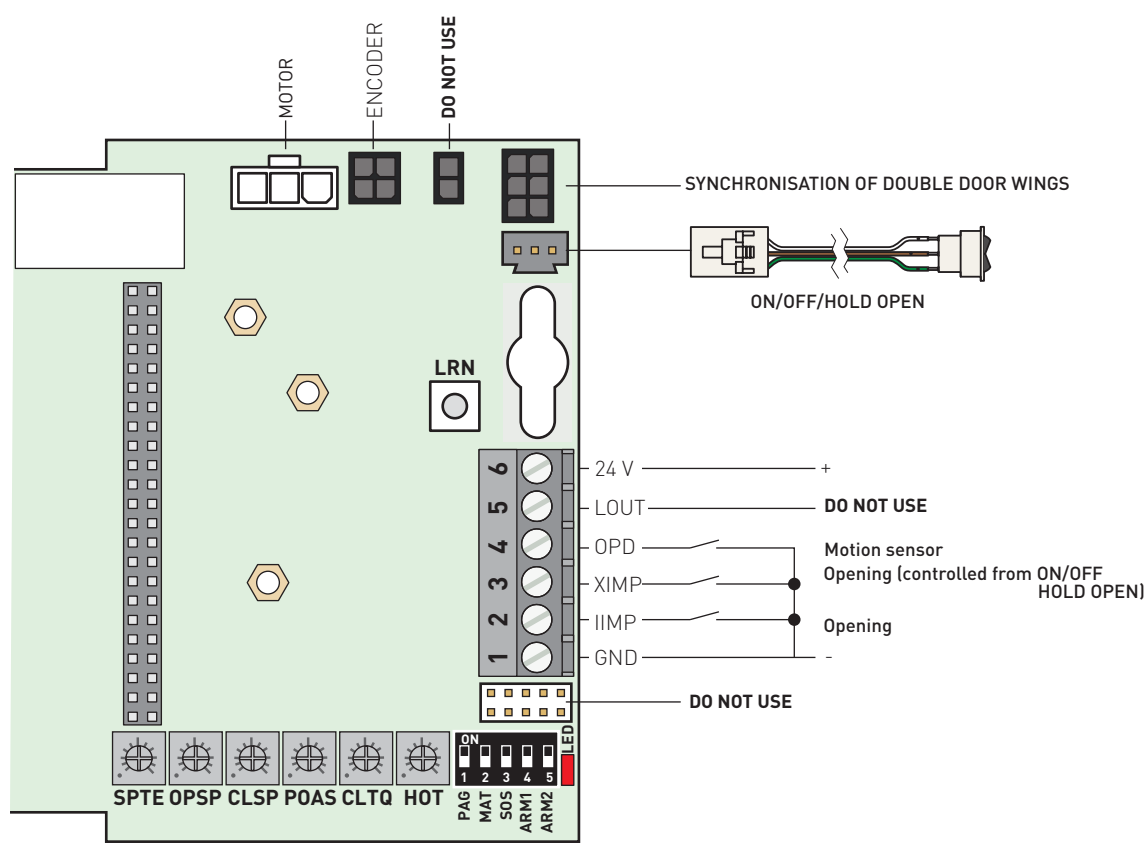 MOTOR
ENCODER
DO NOT USE
SYNCHRONISATION OF DOUBLE DOOR WINGS
ON/OFF/HOLD OPEN
LRN
6 24 V +
5 LOUT DO NOT USE
4 OPD Motion sensor
3 XIMP Opening (controlled from ON/OFF
HOLD OPEN)
2 IIMP Opening
1 GND -
DO NOT USE
LED
ON
1 2 3 4 5
SPTE OPSP CLSP POAS CLTQ HOT
PAG
MAT
SOS
ARM1
ARM2